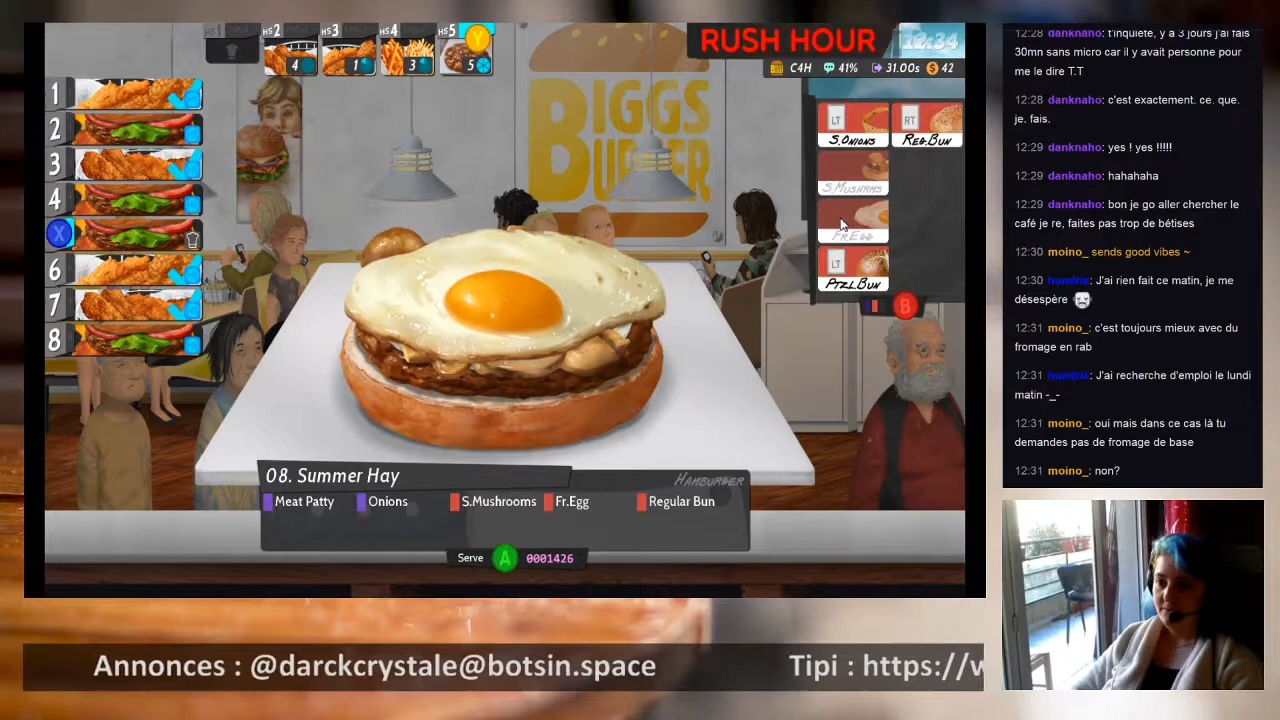 HS1
HS2
HS3
HS4
HS5
Y
4
1
3
5
RUSH HOUR
12:34
C4H
41%
31.00s
42
1
2
3
4
X
6
7
8
BIGGS
BURGER
LT
S.ONIONS
RT
REG.BUN
S.MUSHRMS
FR.EGG
LT
PTZL.BUN
B
08. Summer Hay
HAMBURGER
Meat Patty
Onions
S.Mushrooms
Fr.Egg
Regular Bun
Serve
A
0001426
12:28 danknaho: t'inquiète, y a 3 jours j'ai fais
30mn sans micro car il y avait personne pour
me le dire T.T
12:28 danknaho: c'est exactement. ce. que.
je. fais.
12:29 danknaho: yes ! yes !!!!!
12:29 danknaho: hahahaha
12:29 danknaho: bon je go aller chercher le
café je re, faites pas trop de bétises
12:30 moino_ sends good vibes ~
12:30 hundrix: J'ai rien fait ce matin, je me
désespère
12:31 moino_: c'est toujours mieux avec du
fromage en rab
12:31 hundrix: J'ai recherche d'emploi le lundi
matin -_-
12:31 moino_: oui mais dans ce cas là tu
demandes pas de fromage de base
12:31 moino_: non?
Annonces : @darckcrystale@botsin.space
Tipi : https://w